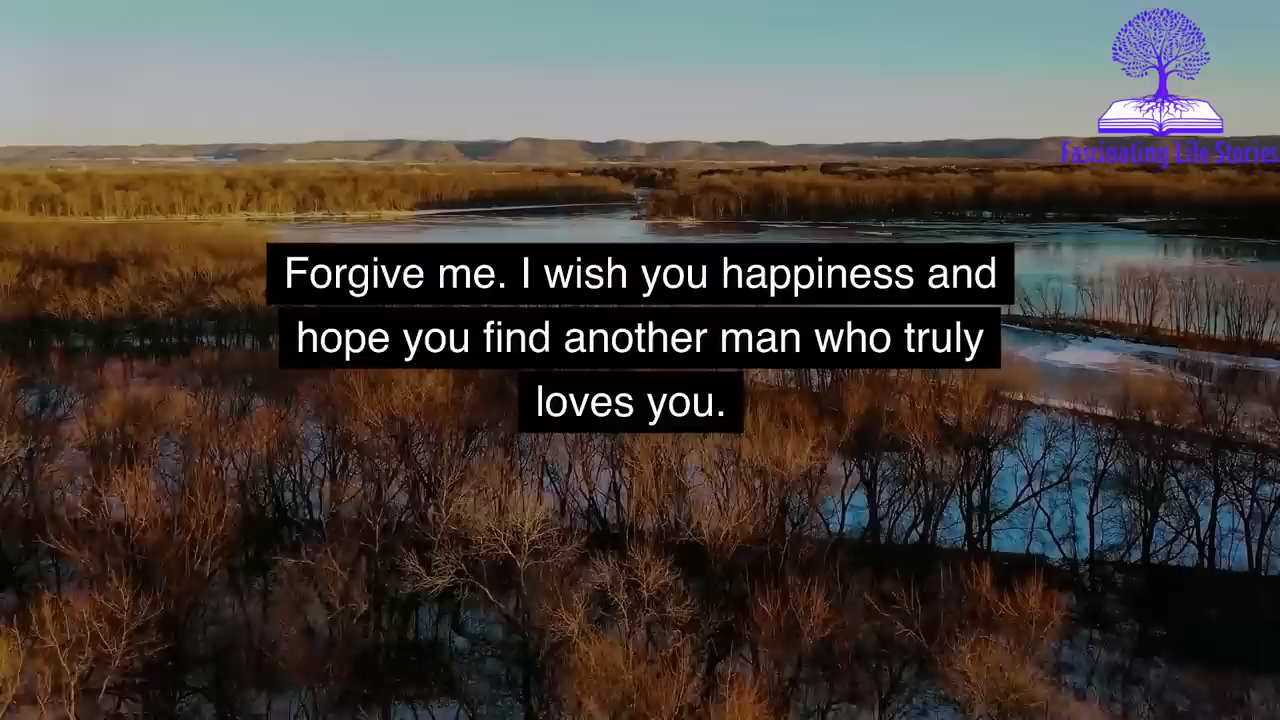 Fascinating Life Stories
Forgive me. I wish you happiness and
hope you find another man who truly
loves you.